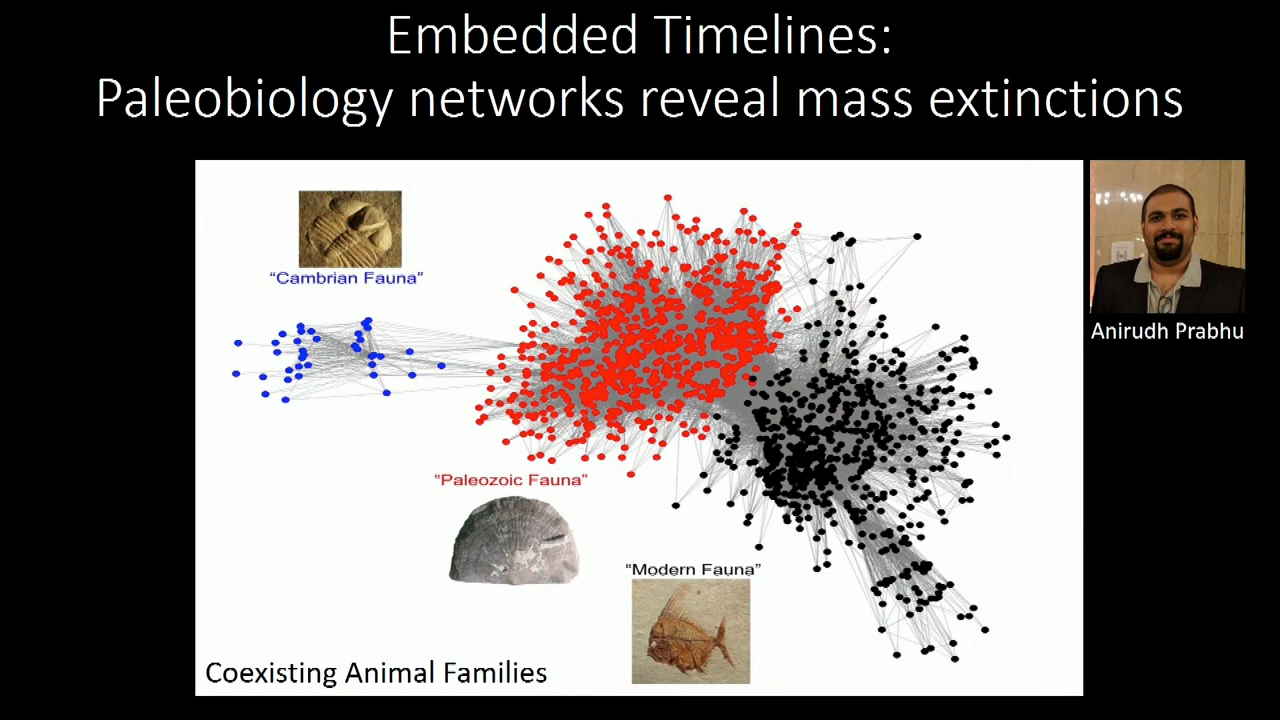 Embedded Timelines:
Paleobiology networks reveal mass extinctions
“Cambrian Fauna”
Anirudh Prabhu
“Paleozoic Fauna”
“Modern Fauna”
Coexisting Animal Families